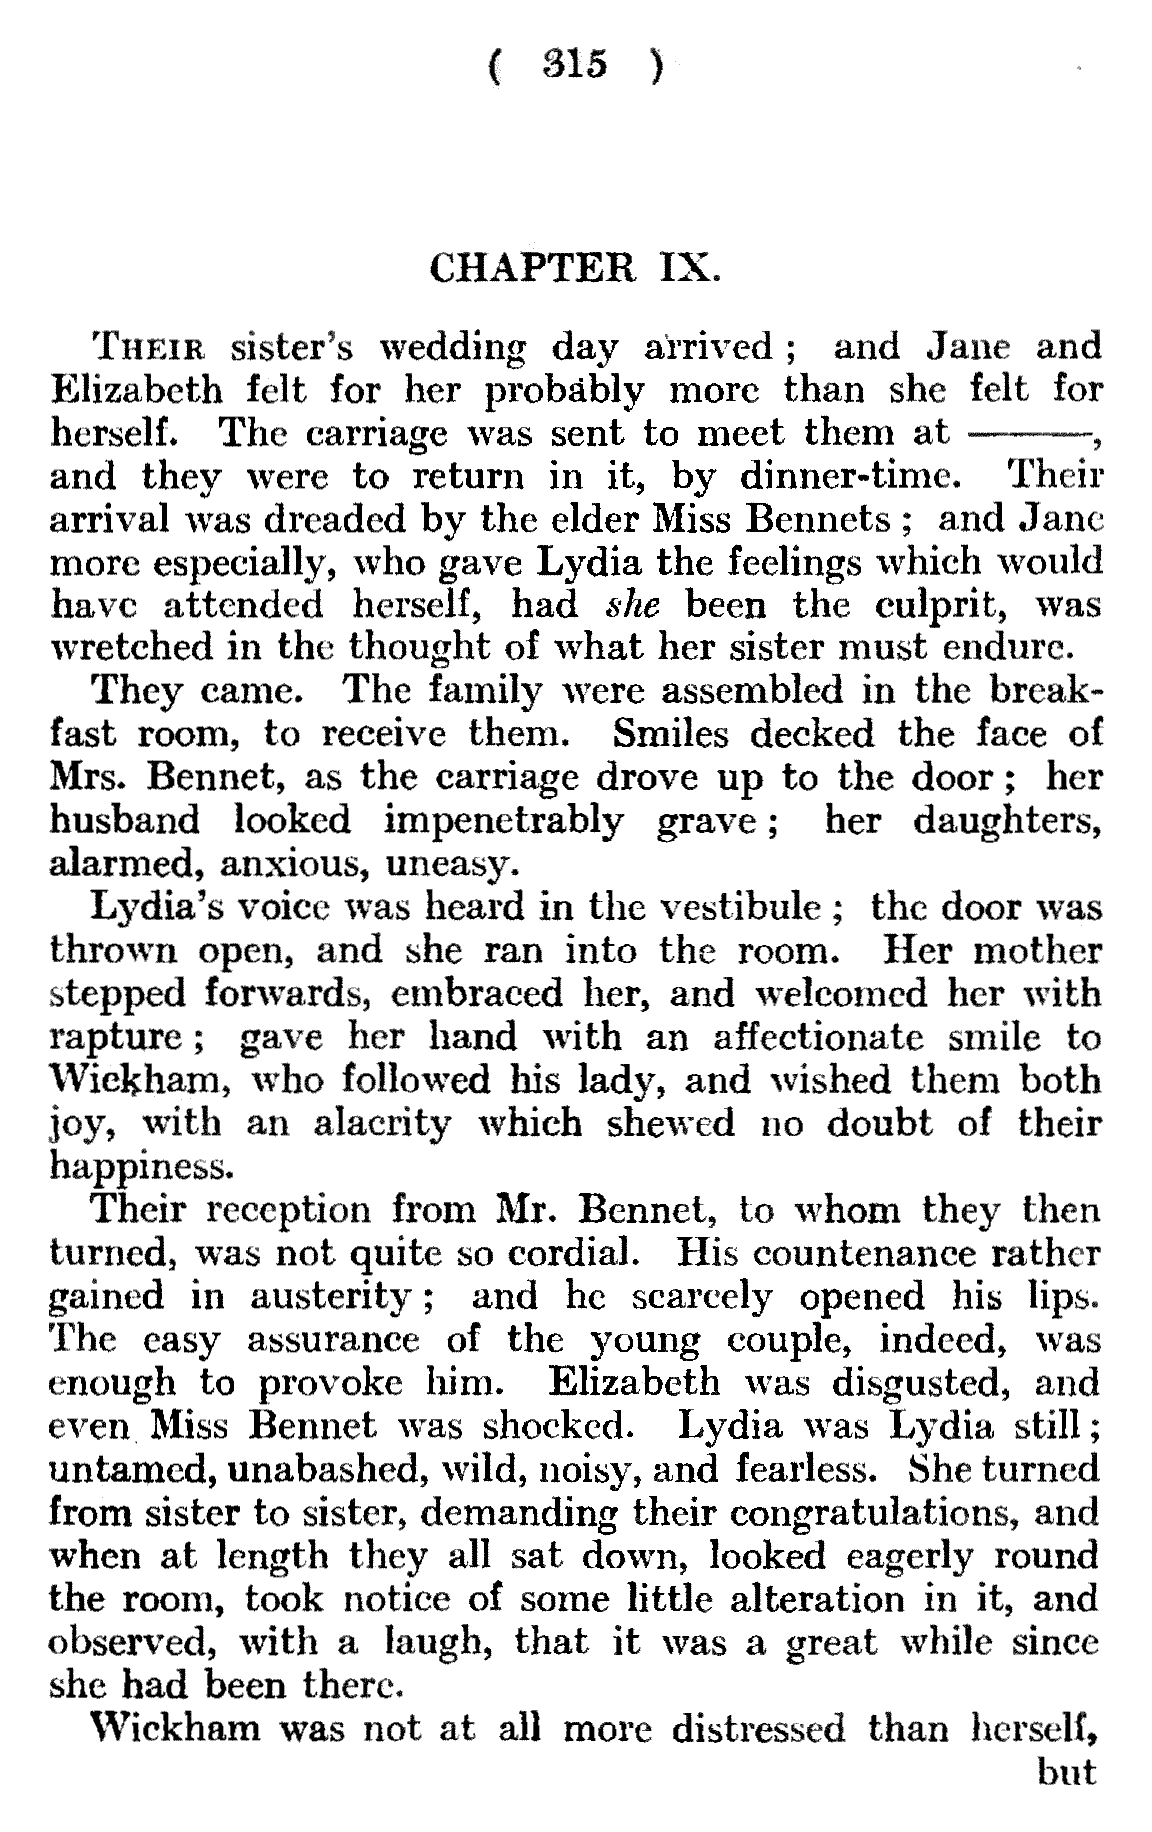 ( 315 )
CHAPTER IX.
THEIR sister's wedding day arrived ; and Jane and
Elizabeth felt for her probably more than she felt for
herself. The carriage was sent to meet them at ———,
and they were to return in it, by dinner-time. Their
arrival was dreaded by the elder Miss Bennets ; and Jane
more especially, who gave Lydia the feelings which would
have attended herself, had she been the culprit, was
wretched in the thought of what her sister must endure.
They came. The family were assembled in the break-
fast room, to receive them. Smiles decked the face of
Mrs. Bennet, as the carriage drove up to the door ; her
husband looked impenetrably grave ; her daughters,
alarmed, anxious, uneasy.
Lydia's voice was heard in the vestibule ; the door was
thrown open, and she ran into the room. Her mother
stepped forwards, embraced her, and welcomed her with
rapture ; gave her hand with an affectionate smile to
Wickham, who followed his lady, and wished them both
joy, with an alacrity which shewed no doubt of their
happiness.
Their reception from Mr. Bennet, to whom they then
turned, was not quite so cordial. His countenance rather
gained in austerity ; and he scarcely opened his lips.
The easy assurance of the young couple, indeed, was
enough to provoke him. Elizabeth was disgusted, and
even Miss Bennet was shocked. Lydia was Lydia still ;
untamed, unabashed, wild, noisy, and fearless. She turned
from sister to sister, demanding their congratulations, and
when at length they all sat down, looked eagerly round
the room, took notice of some little alteration in it, and
observed, with a laugh, that it was a great while since
she had been there.
Wickham was not at all more distressed than herself,
but